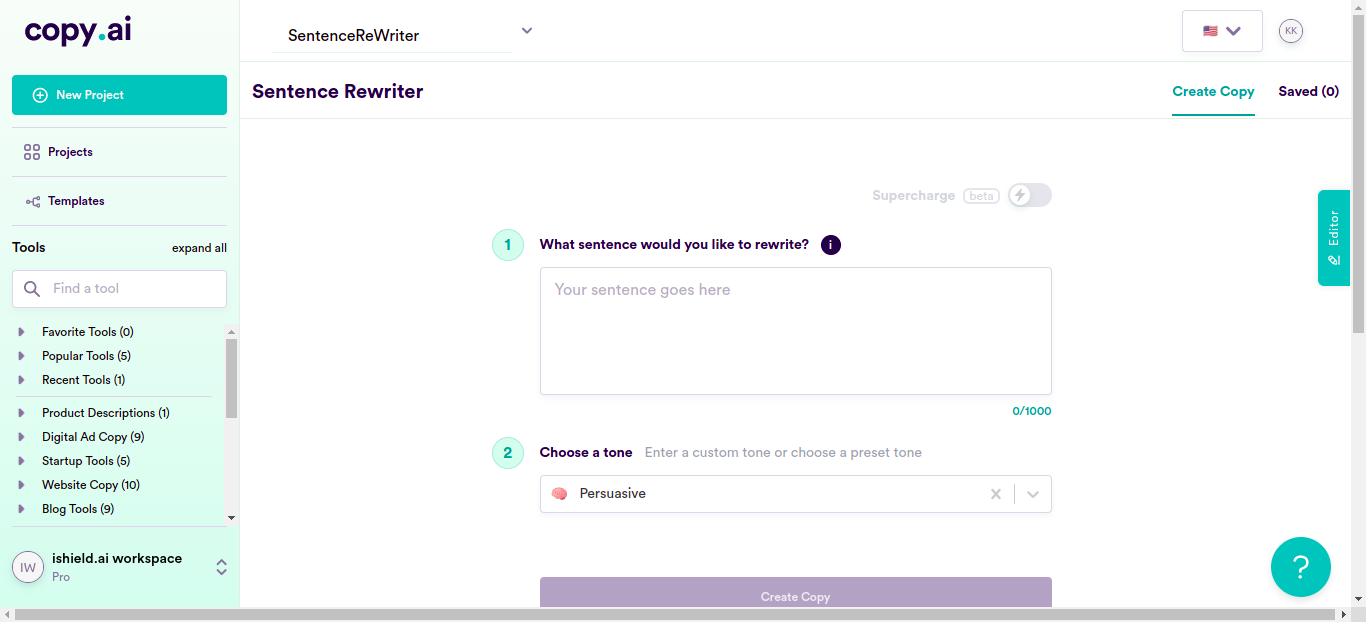 copy.ai
SentenceReWriter
KK
New Project
Sentence Rewriter
Create Copy
Saved (0)
Projects
Templates
Supercharge beta
Tools
expand all
1 What sentence would you like to rewrite? i
Editor
Find a tool
Your sentence goes here
Favorite Tools (0)
Popular Tools (5)
Recent Tools (1)
Product Descriptions (1)
0/1000
Digital Ad Copy (9)
2 Choose a tone Enter a custom tone or choose a preset tone
Startup Tools (5)
Website Copy (10)
Persuasive
Blog Tools (9)
IW
ishield.ai workspace
Pro
?
Create Copy